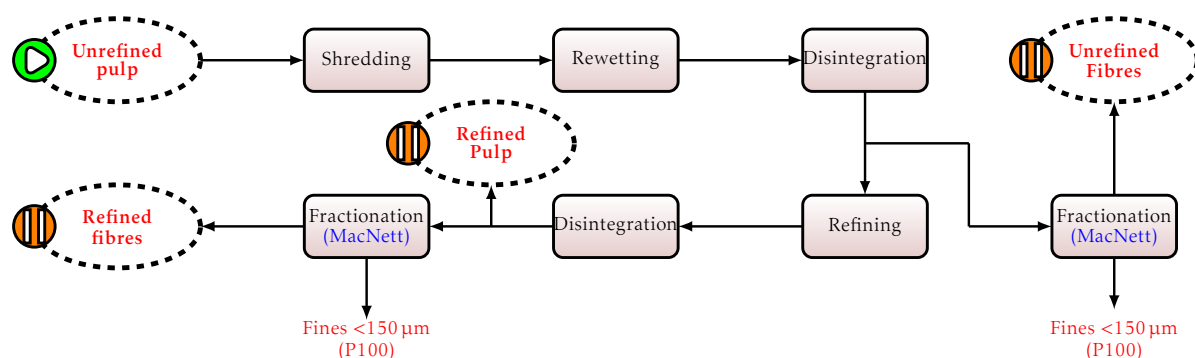 Unrefined
pulp
Shredding
Rewetting
Disintegration
Unrefined
Fibres
Refined
Pulp
Refined
fibres
Fractionation
(MacNett)
Disintegration
Refining
Fractionation
(MacNett)
Fines <150 µm
(P100)
Fines <150 µm
(P100)